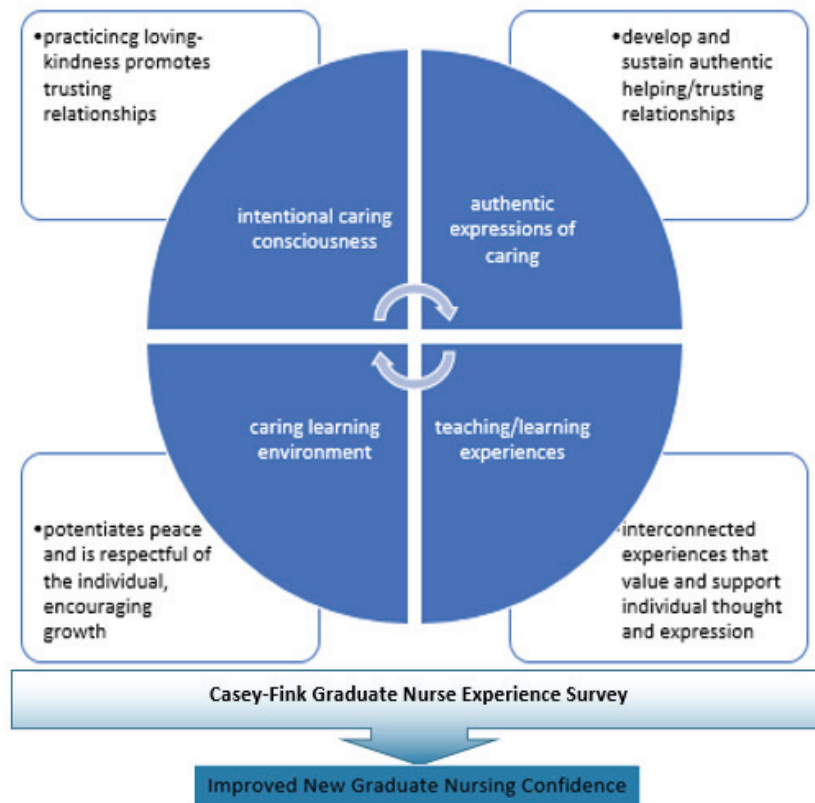 •practicincg loving-
kindness promotes
trusting
relationships
•develop and
sustain authentic
helping/trusting
relationships
intentional caring
consciousness
authentic
expressions of
caring
caring learning
environment
teaching/learning
experiences
•potentiates peace
and is respectful of
the individual,
encouraging
growth
•interconnected
experiences that
value and support
individual thought
and expression
Casey-Fink Graduate Nurse Experience Survey
Improved New Graduate Nursing Confidence